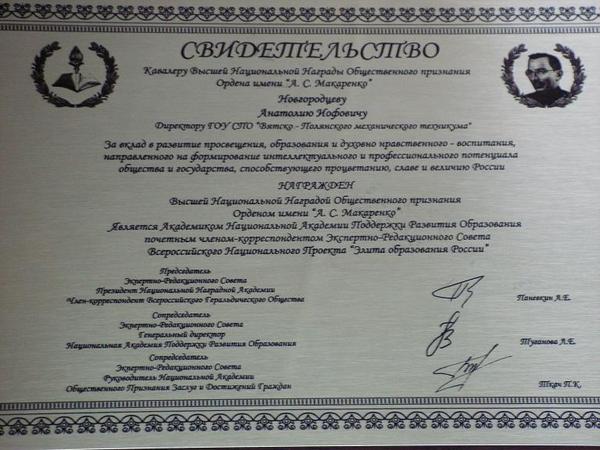 СВИДЕТЕЛЬСТВО
Кавалеру Высшей Национальной Награды Общественного признания
Ордена имени "А. С. Макаренко"
Новгородцеву
Анатолию Иофовичу
Директору ГОУ СПО "Вятско - Полянского механического техникума"
За вклад в развитие просвещения, образования и духовно нравственного - воспитания,
направленного на формирование интеллектуального и профессионального потенциала
общества и государства, способствующего процветанию, славе и величию России
НАГРАЖДЕН
Высшей Национальной Наградой Общественного признания
Орденом имени "А. С. Макаренко"
Является Академиком Национальной Академии Поддержки Развития Образования
почетным членом-корреспондентом Экспертно-Редакционного Совета
Всероссийского Национального Проекта "Элита образования России"
Председатель
Экспертно-Редакционного Совета
Президент Национальной Наградной Академии
Член-корреспондент Всероссийского Геральдического Общества
Паневкин А.Е.
Сопредседатель
Экспертно-Редакционного Совета
Генеральный директор
Национальная Академия Поддержки Развития Образования
Туганова А.Е.
Сопредседатель
Экспертно-Редакционного Совета
Руководитель Национальной Академии
Общественного Признания Заслуг и Достижений Граждан
Ткач П.К.